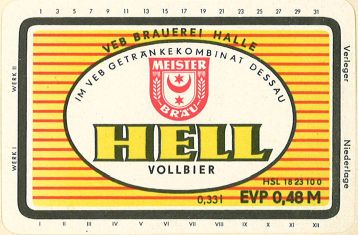 1 3 5 7 9 11 13 15 17 19 21 23 25 27 29 31
VEB BRAUEREI HALLE
IM VEB GETRÄNKEKOMBINAT DESSAU
MEISTER
BRÄU
HELL
VOLLBIER
HSL 18 23 10 0
0,33 l EVP 0,48 M
WERK II
WERK I
Verleger
Niederlage
I II III IV V VI VII VIII IX X XI XII